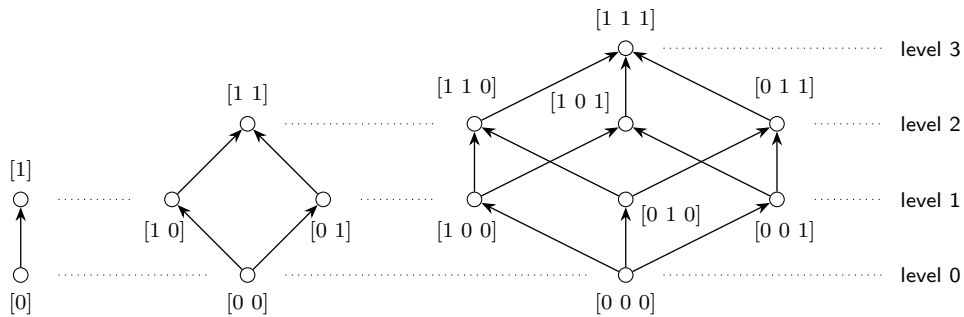 [1 1 1]
level 3
[1 1 0]
[0 1 1]
[1 1]
[1 0 1]
level 2
[1]
level 1
[1 0]
[0 1]
[1 0 0]
[0 1 0]
[0 0 1]
level 0
[0]
[0 0]
[0 0 0]